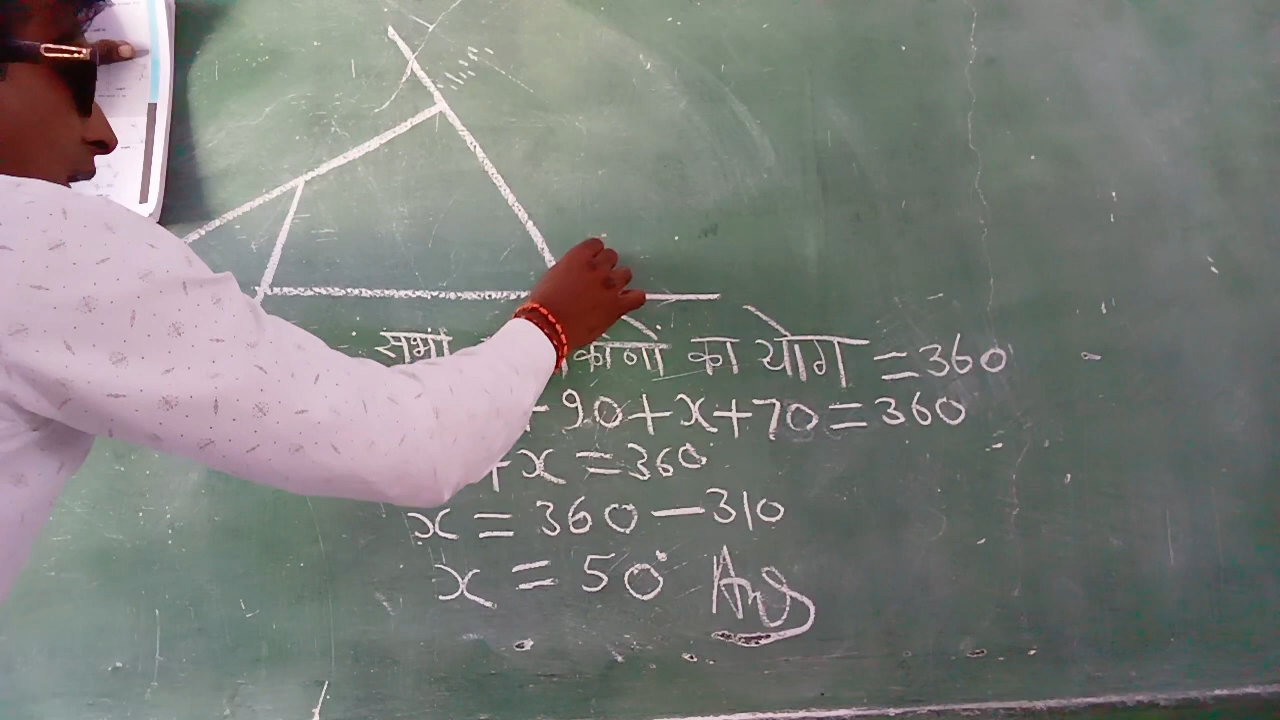 सभी कोनो का योग = 360
+ 90 + x + 70 = 360
+ x = 360°
x = 360 - 310
x = 50° Ans